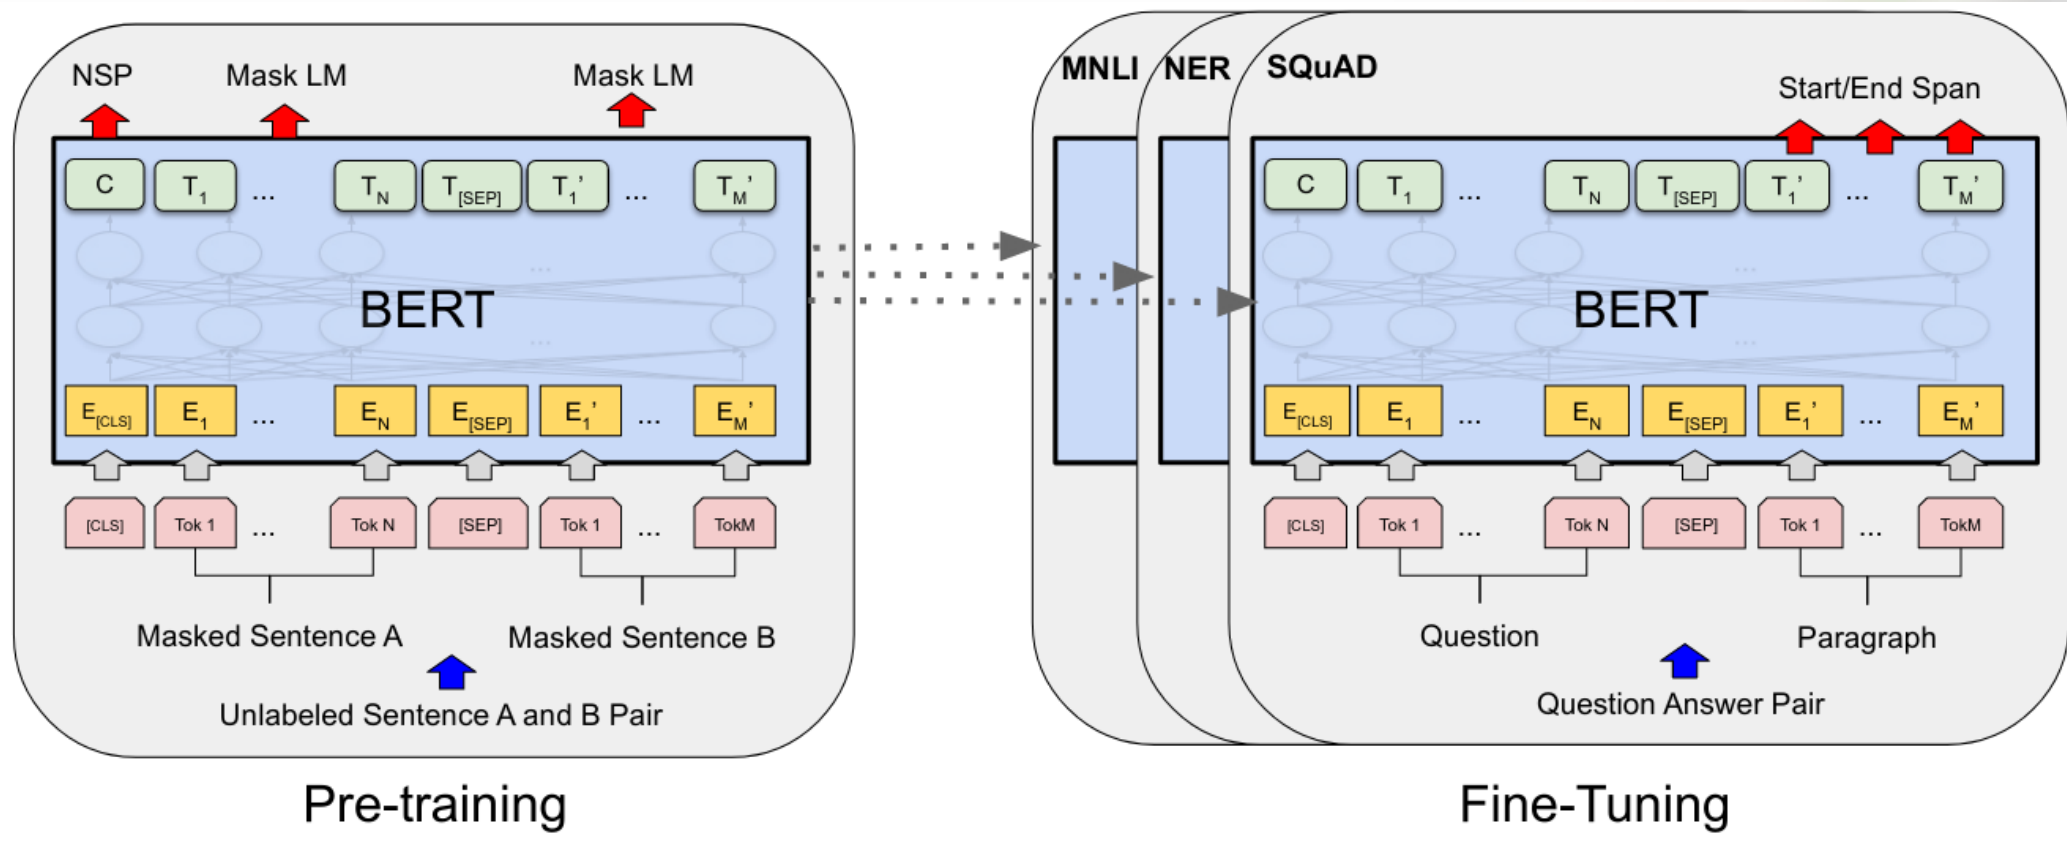 NSP Mask LM Mask LM
C T1 ... TN T[SEP] T1’ ... TM’
...
BERT
...
E[CLS] E1 ... EN E[SEP] E1’ ... EM’
[CLS] Tok 1 ... Tok N [SEP] Tok 1 ... TokM
Masked Sentence A Masked Sentence B
Unlabeled Sentence A and B Pair
Pre-training
MNLI NER SQuAD
Start/End Span
C T1 ... TN T[SEP] T1’ ... TM’
...
BERT
...
E[CLS] E1 ... EN E[SEP] E1’ ... EM’
[CLS] Tok 1 ... Tok N [SEP] Tok 1 ... TokM
Question Paragraph
Question Answer Pair
Fine-Tuning